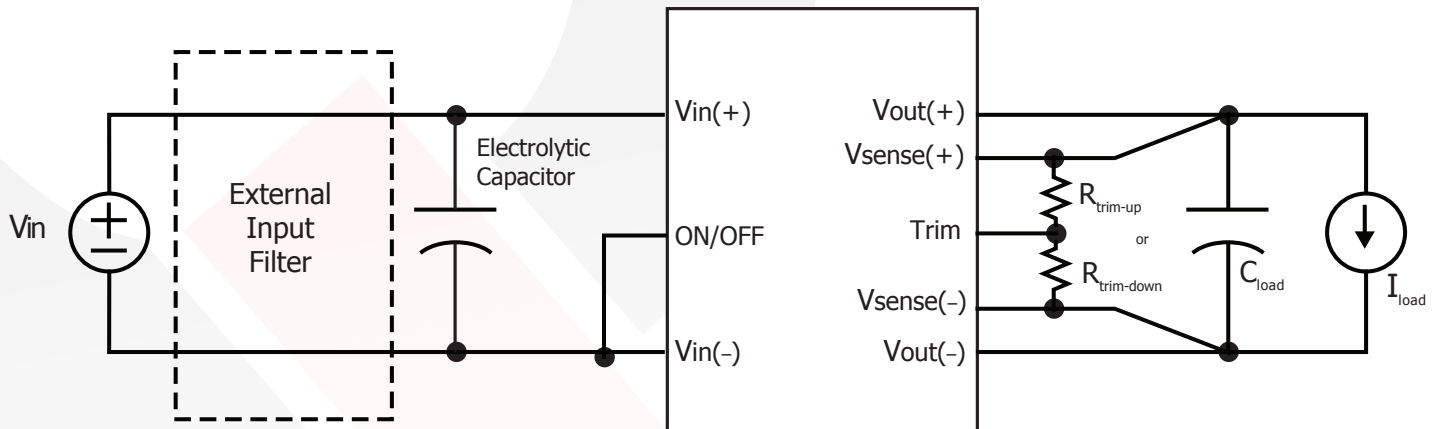 Vin
External
Input
Filter
Electrolytic
Capacitor
Vin(+)
ON/OFF
Vin(–)
Vout(+)
Vsense(+)
Trim
Vsense(–)
Vout(–)
Rtrim-up
or
Rtrim-down
Cload
Iload